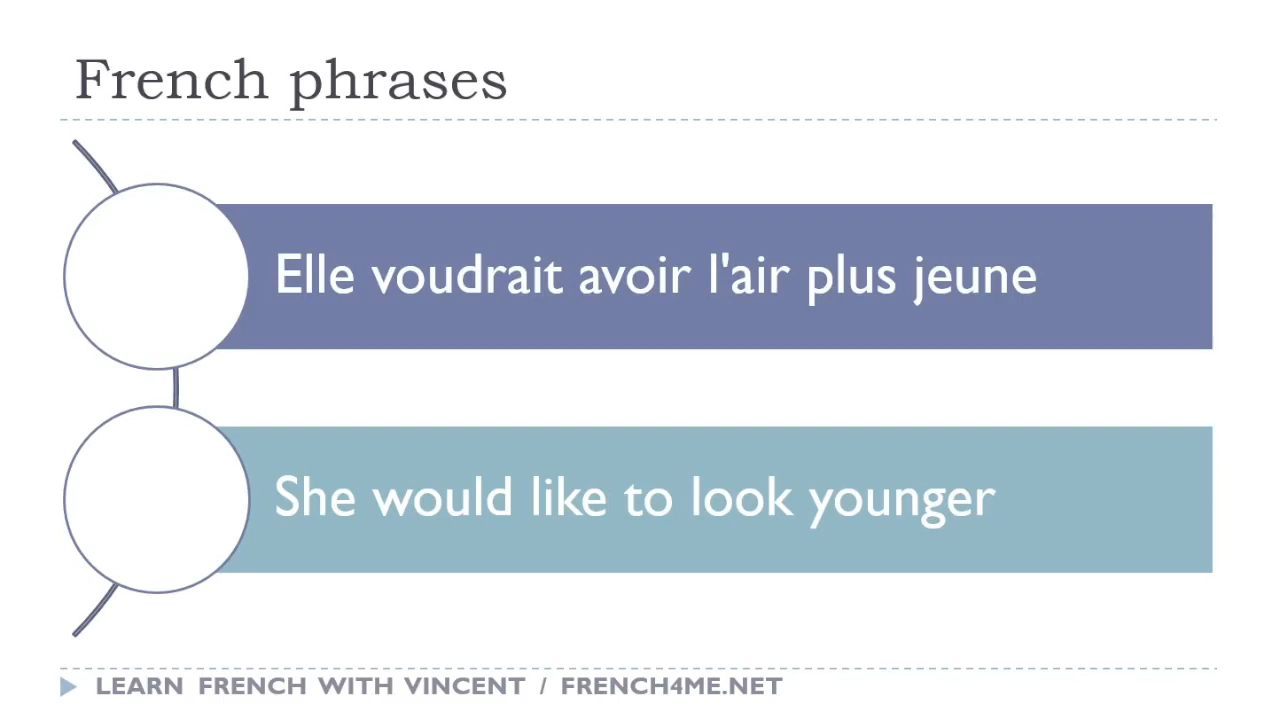 French phrases
Elle voudrait avoir l'air plus jeune
She would like to look younger
LEARN FRENCH WITH VINCENT / FRENCH4ME.NET